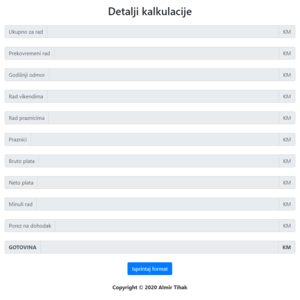 Detalji kalkulacije
Ukupno za rad KM
Prekovremeni rad KM
Godišnji odmor KM
Rad vikendima KM
Rad praznicima KM
Praznici KM
Bruto plata KM
Neto plata KM
Minuli rad KM
Porez na dohodak KM
GOTOVINA KM
Isprintaj format
Copyright © 2020 Almir Tihak